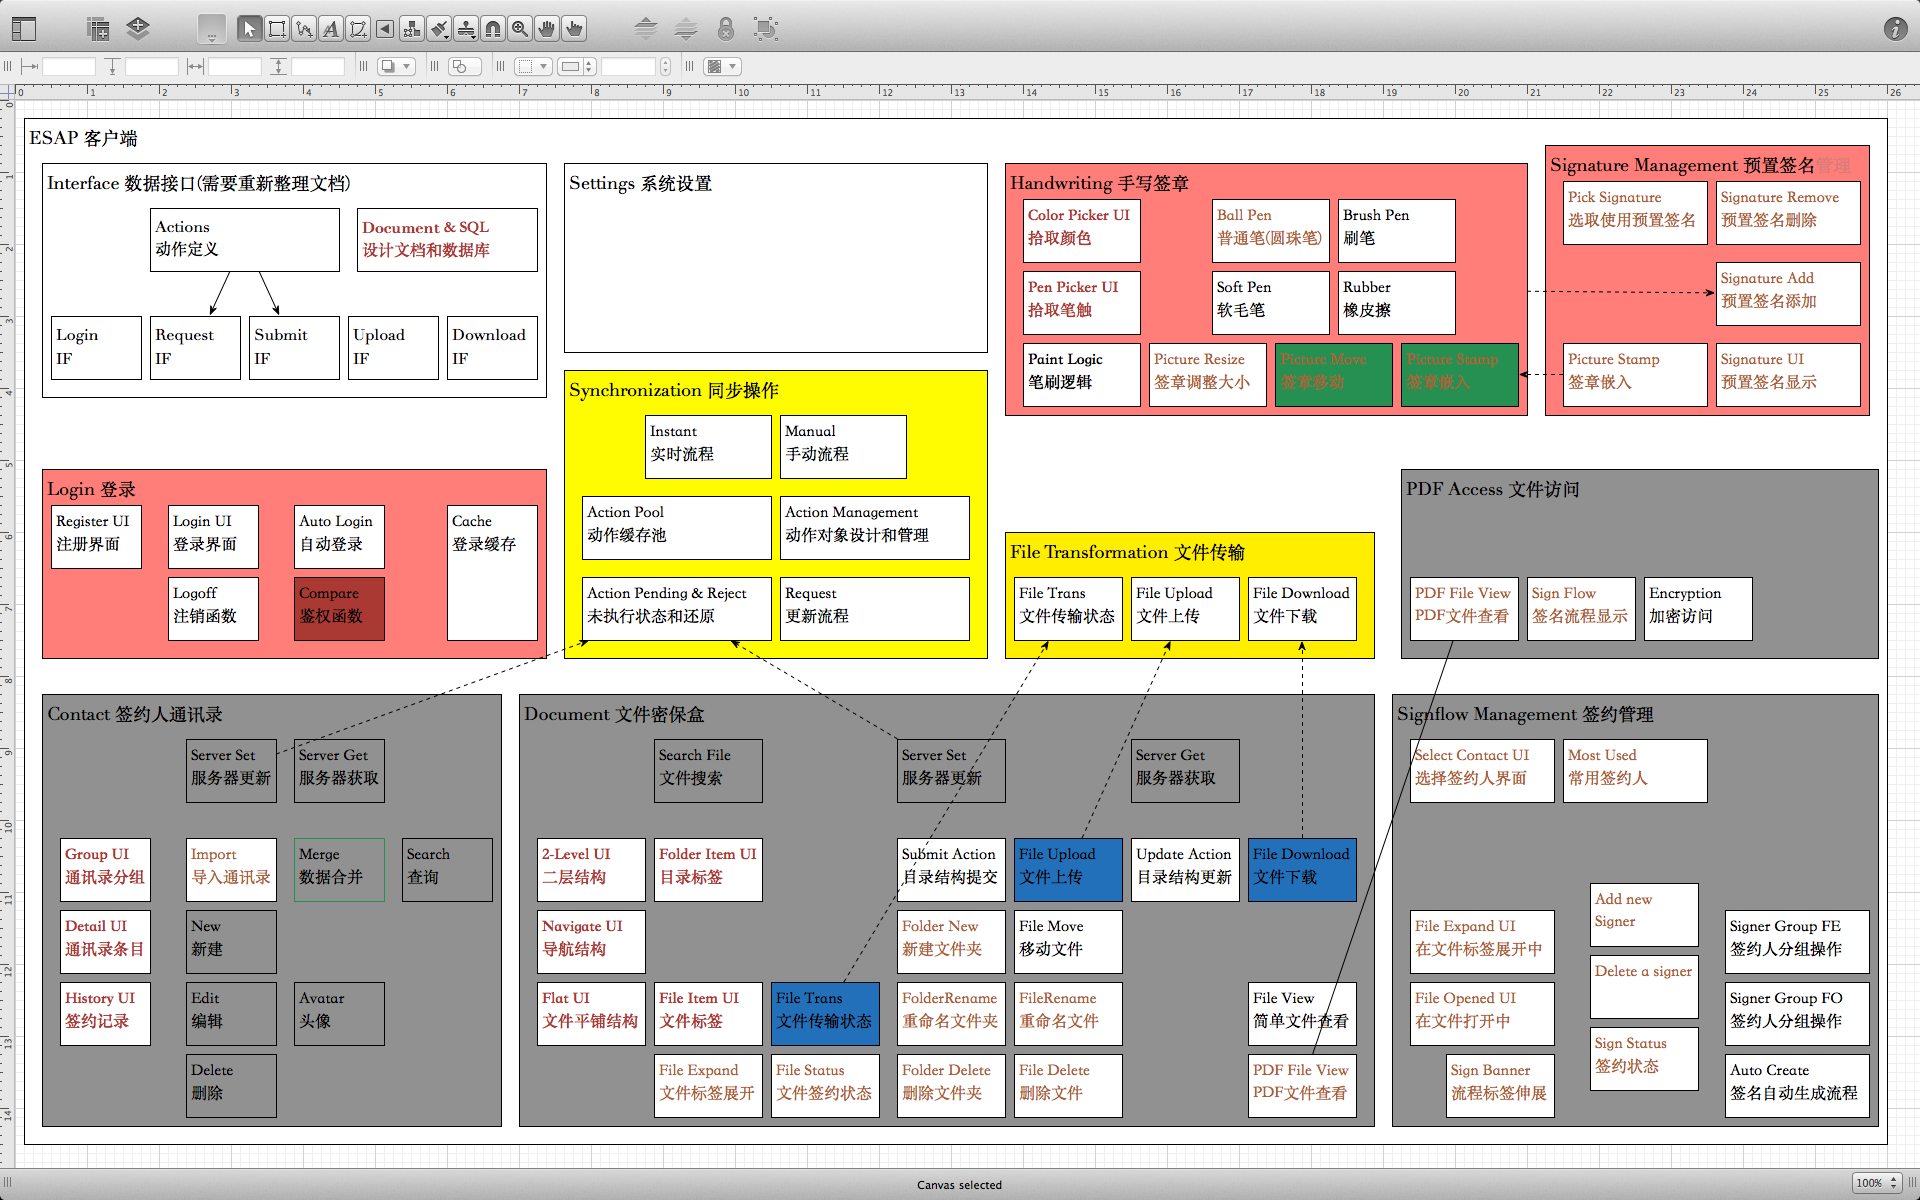 0 1 2 3 4 5 6 7 8 9 10 11 12 13 14 15 16 17 18 19 20 21 22 23 24 25 26
ESAP 客户端
Interface 数据接口(需要重新整理文档)
Actions
动作定义
Document & SQL
设计文档和数据库
Login
IF
Request
IF
Submit
IF
Upload
IF
Download
IF
Settings 系统设置
Handwriting 手写签章
Color Picker UI
拾取颜色
Ball Pen
普通笔(圆珠笔)
Brush Pen
刷笔
Pen Picker UI
拾取笔触
Soft Pen
软毛笔
Rubber
橡皮擦
Paint Logic
笔刷逻辑
Picture Resize
签章调整大小
Picture Move
签章移动
Picture Stamp
签章嵌入
Signature Management 预置签名管理
Pick Signature
选取使用预置签名
Signature Remove
预置签名删除
Signature Add
预置签名添加
Picture Stamp
签章嵌入
Signature UI
预置签名显示
Synchronization 同步操作
Instant
实时流程
Manual
手动流程
Action Pool
动作缓存池
Action Management
动作对象设计和管理
Action Pending & Reject
未执行状态和还原
Request
更新流程
Login 登录
Register UI
注册界面
Login UI
登录界面
Auto Login
自动登录
Cache
登录缓存
Logoff
注销函数
Compare
鉴权函数
File Transformation 文件传输
File Trans
文件传输状态
File Upload
文件上传
File Download
文件下载
PDF Access 文件访问
PDF File View
PDF文件查看
Sign Flow
签名流程显示
Encryption
加密访问
Contact 签约人通讯录
Server Set
服务器更新
Server Get
服务器获取
Group UI
通讯录分组
Import
导入通讯录
Merge
数据合并
Search
查询
Detail UI
通讯录条目
New
新建
History UI
签约记录
Edit
编辑
Avatar
头像
Delete
删除
Document 文件密保盒
Search File
文件搜索
Server Set
服务器更新
Server Get
服务器获取
2-Level UI
二层结构
Folder Item UI
目录标签
Submit Action
目录结构提交
File Upload
文件上传
Update Action
目录结构更新
File Download
文件下载
Navigate UI
导航结构
Folder New
新建文件夹
File Move
移动文件
Flat UI
文件平铺结构
File Item UI
文件标签
File Trans
文件传输状态
FolderRename
重命名文件夹
FileRename
重命名文件
File View
简单文件查看
File Expand
文件标签展开
File Status
文件签约状态
Folder Delete
删除文件夹
File Delete
删除文件
PDF File View
PDF文件查看
Signflow Management 签约管理
Select Contact UI
选择签约人界面
Most Used
常用签约人
Add new
Signer
File Expand UI
在文件标签展开中
Signer Group FE
签约人分组操作
Delete a signer
File Opened UI
在文件打开中
Signer Group FO
签约人分组操作
Sign Status
签约状态
Sign Banner
流程标签伸展
Auto Create
签名自动生成流程
Canvas selected
100%